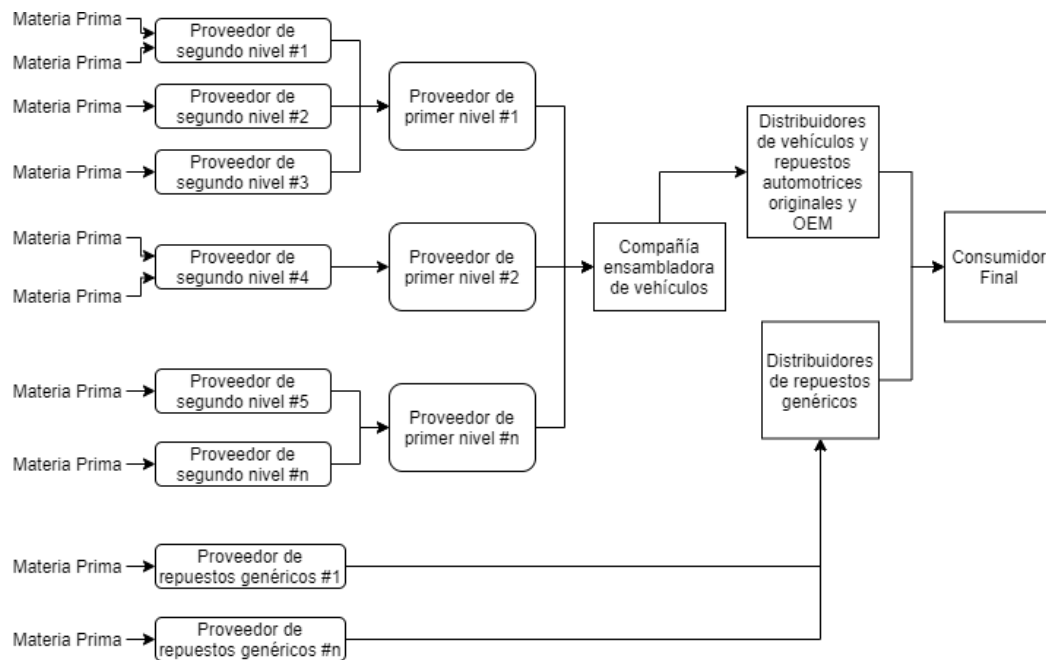 Materia Prima
Materia Prima
Proveedor de
segundo nivel #1
Materia Prima
Proveedor de
segundo nivel #2
Materia Prima
Proveedor de
segundo nivel #3
Proveedor de
primer nivel #1
Materia Prima
Materia Prima
Proveedor de
segundo nivel #4
Proveedor de
primer nivel #2
Materia Prima
Proveedor de
segundo nivel #5
Materia Prima
Proveedor de
segundo nivel #n
Proveedor de
primer nivel #n
Compañía
ensambladora
de vehículos
Distribuidores
de vehículos y
repuestos
automotrices
originales y
OEM
Distribuidores
de repuestos
genéricos
Consumidor
Final
Materia Prima
Proveedor de
repuestos genéricos #1
Materia Prima
Proveedor de
repuestos genéricos #n